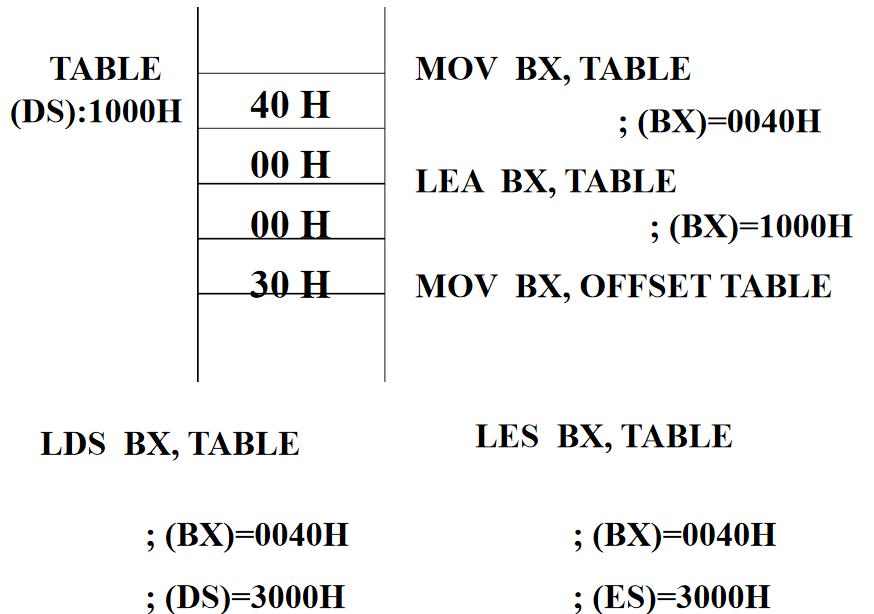 TABLE
(DS):1000H
40 H
00 H
00 H
30 H
MOV BX, TABLE
; (BX)=0040H
LEA BX, TABLE
; (BX)=1000H
MOV BX, OFFSET TABLE
LDS BX, TABLE
; (BX)=0040H
; (DS)=3000H
LES BX, TABLE
; (BX)=0040H
; (ES)=3000H